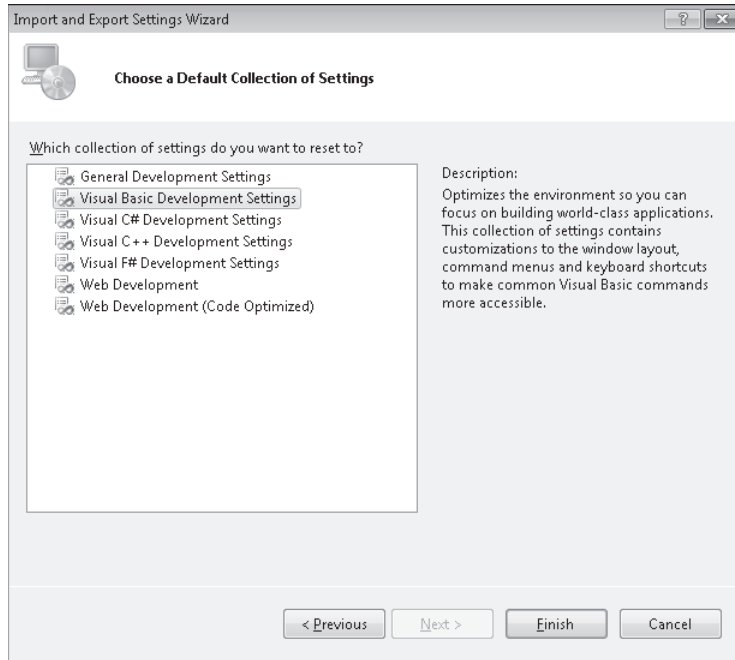 Import and Export Settings Wizard
Choose a Default Collection of Settings
Which collection of settings do you want to reset to?
General Development Settings
Visual Basic Development Settings
Visual C# Development Settings
Visual C++ Development Settings
Visual F# Development Settings
Web Development
Web Development (Code Optimized)
Description:
Optimizes the environment so you can
focus on building world-class applications.
This collection of settings contains
customizations to the window layout,
command menus and keyboard shortcuts
to make common Visual Basic commands
more accessible.
< Previous
Next >
Finish
Cancel